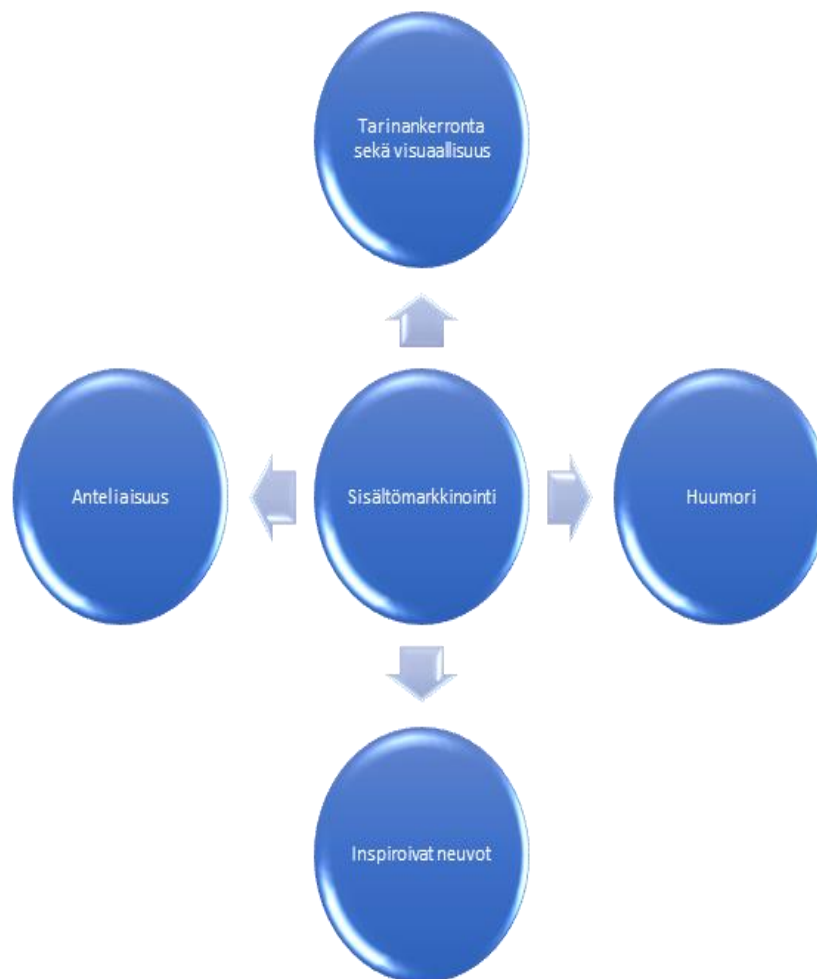 Tarinankerronta
sekä visuaallisuus
Anteliaisuus
Sisältömarkkinointi
Huumori
Inspiroivat neuvot